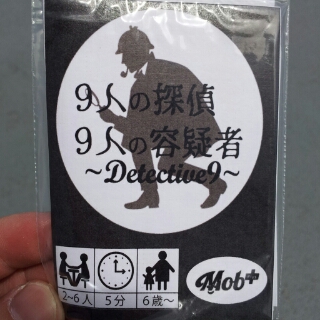 9人の探偵
9人の容疑者
～Detective9～
2~6人
5分
6歳～
Mob+